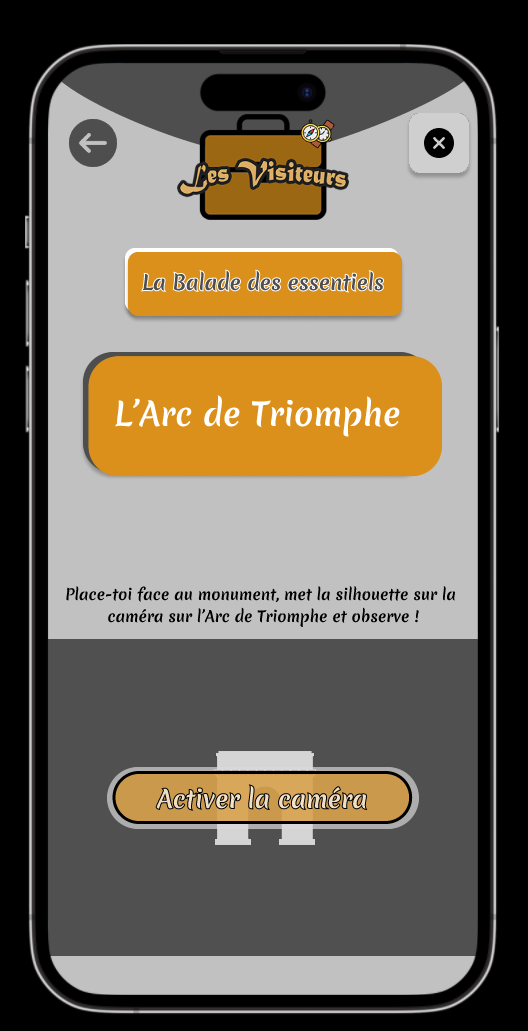 Les Visiteurs
La Balade des essentiels
L'Arc de Triomphe
Place-toi face au monument, met la silhouette sur la
caméra sur l'Arc de Triomphe et observe !
Activer la caméra